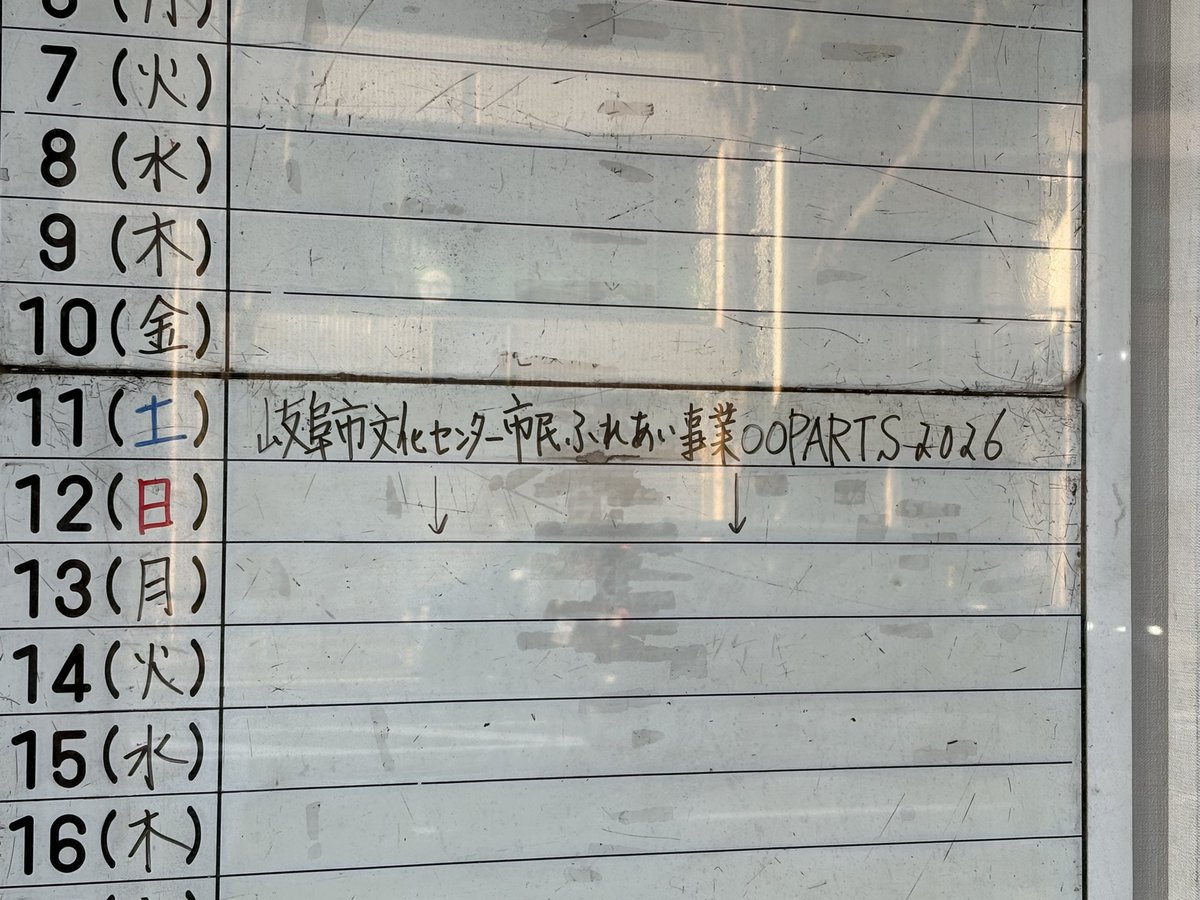 7 (火)
8 (水)
9 (木)
10 (金)
11 (土) 岐阜市文化センター市民ふれあい事業OOPARTS-2026
12 (日) ↓ ↓
13 (月)
14 (火)
15 (水)
16 (木)